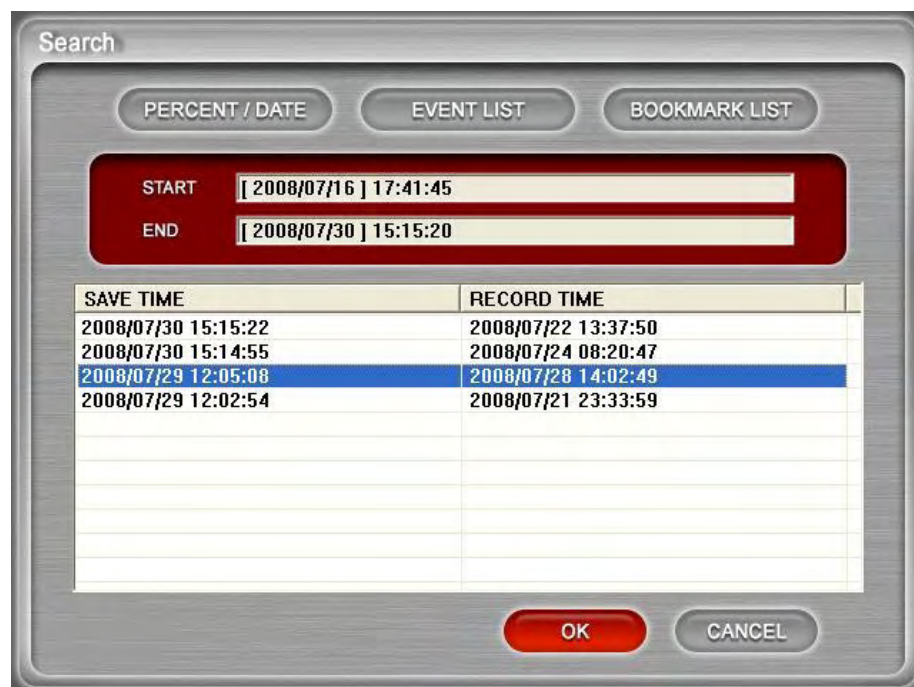 Search
PERCENT / DATE EVENT LIST BOOKMARK LIST
START [ 2008/07/16 ] 17:41:45
END [ 2008/07/30 ] 15:15:20
SAVE TIME RECORD TIME
2008/07/30 15:15:22 2008/07/22 13:37:50
2008/07/30 15:14:55 2008/07/24 08:20:47
2008/07/29 12:05:08 2008/07/28 14:02:49
2008/07/29 12:02:54 2008/07/21 23:33:59
OK CANCEL